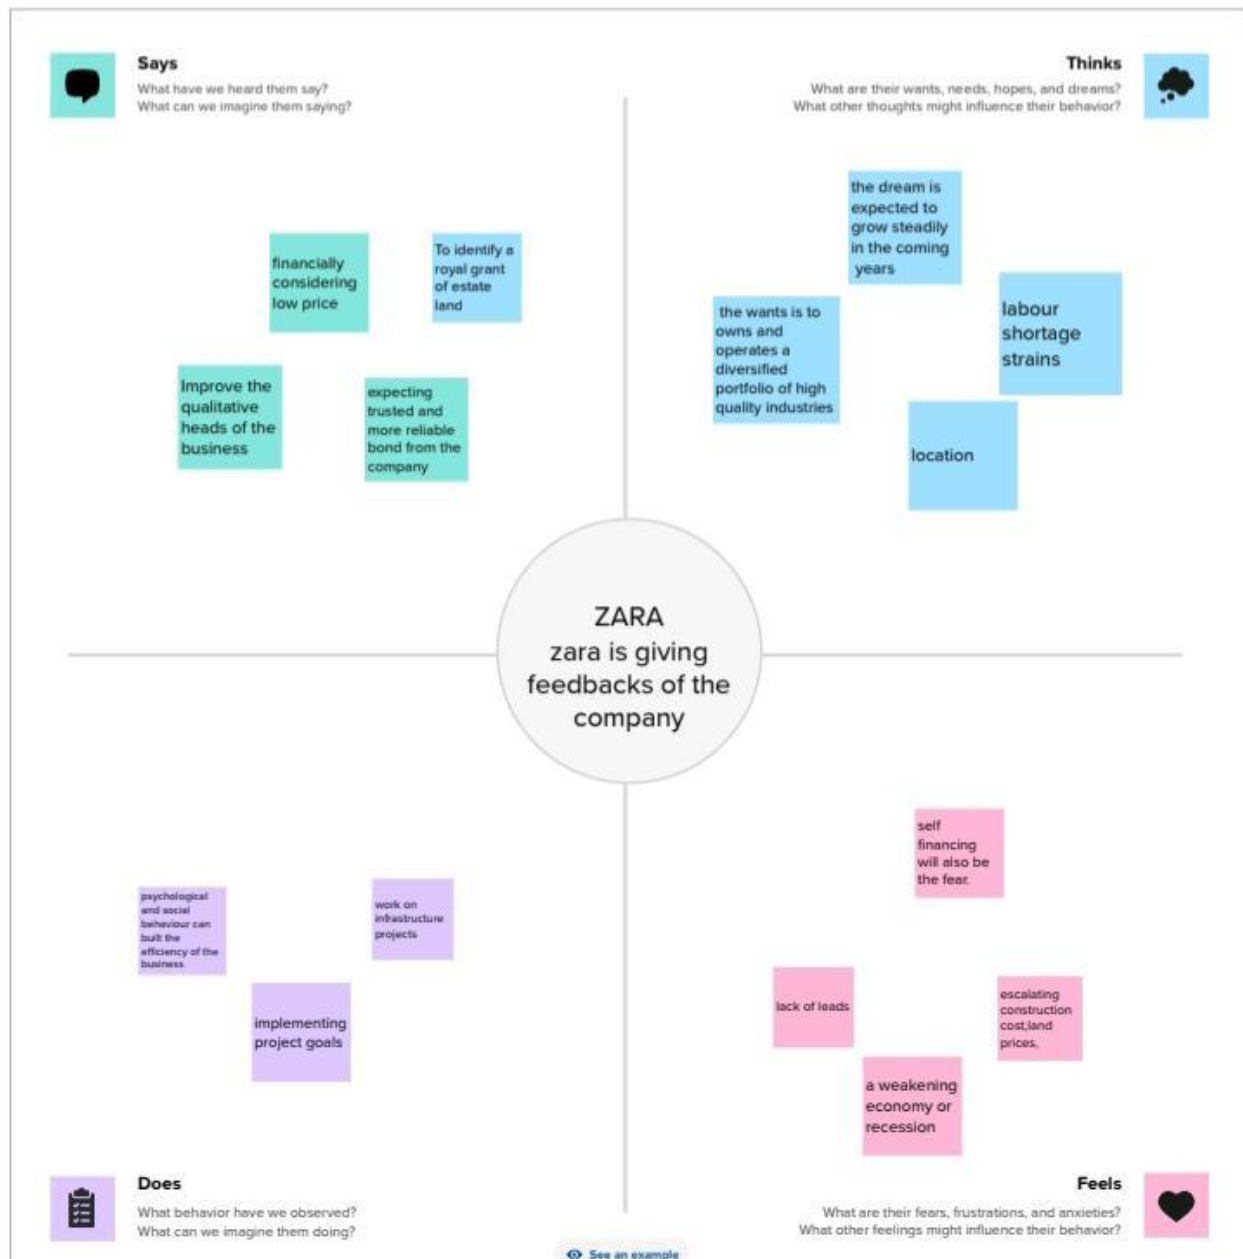 Says
What have we heard them say?
What can we imagine them saying?
Thinks
What are their wants, needs, hopes, and dreams?
What other thoughts might influence their behavior?
financially
considering
low price
To identify a
royal grant
of estate
land
Improve the
qualitative
heads of the
business
expecting
trusted and
more reliable
bond from the
company
the dream is
expected to
grow steadily
in the coming
years
the wants is to
owns and
operates a
diversified
portfolio of high
quality industries
labour
shortage
strains
location
ZARA
zara is giving
feedbacks of the
company
psychological
and social
behaviour can
built the
efficiency of the
business
work on
infrastructure
projects
implementing
project goals
self
financing
will also be
the fear.
lack of leads
escalating
construction
cost,land
prices,
a weakening
economy or
recession
Does
What behavior have we observed?
What can we imagine them doing?
Feels
What are their fears, frustrations, and anxieties?
What other feelings might influence their behavior?
See an example